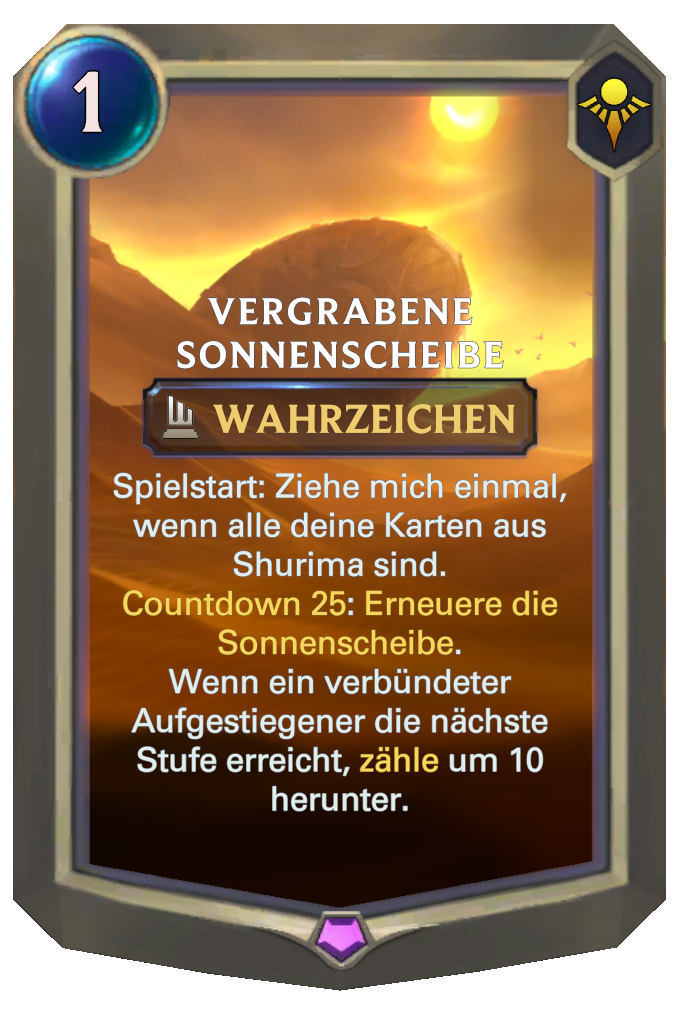 1
VERGRABENE
SONNENSCHEIBE
WAHRZEICHEN
Spielstart: Ziehe mich einmal,
wenn alle deine Karten aus
Shurima sind.
Countdown 25: Erneuere die
Sonnenscheibe.
Wenn ein verbündeter
Aufgestiegener die nächste
Stufe erreicht, zähle um 10
herunter.